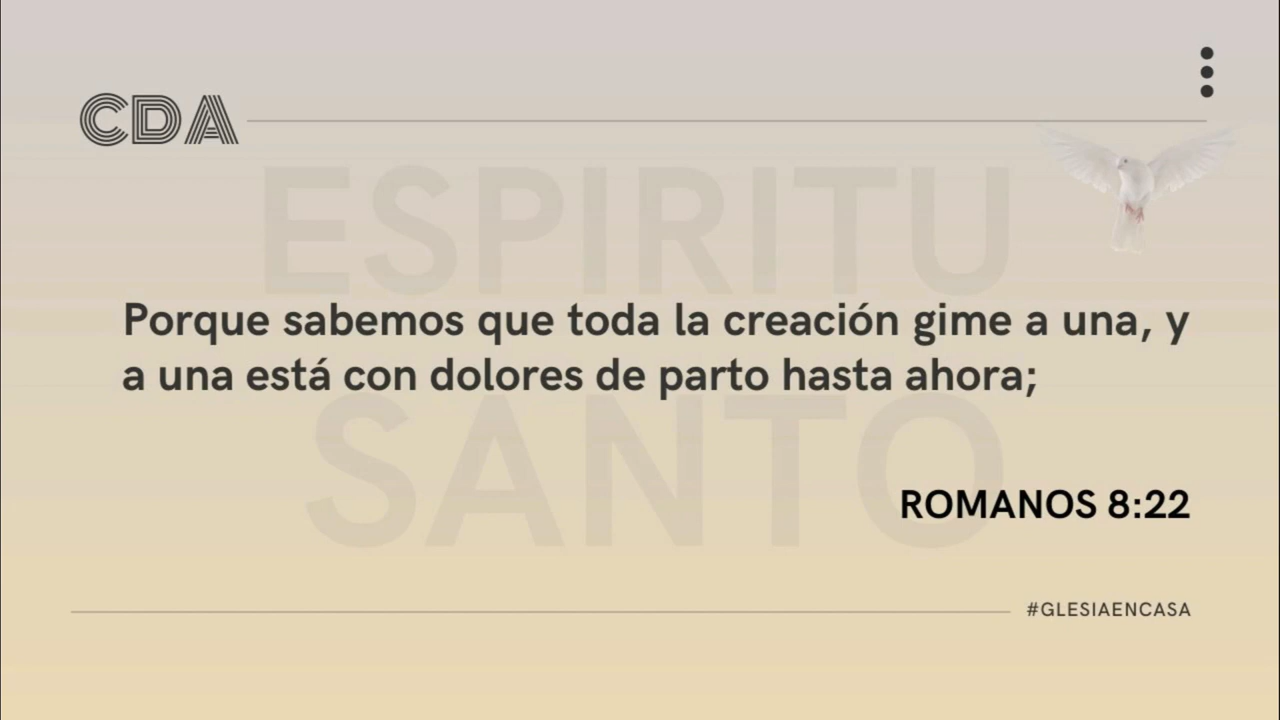 CDA
ESPIRITU
Porque sabemos que toda la creación gime a una, y
a una está con dolores de parto hasta ahora;
SANTO
ROMANOS 8:22
#GLESIAENCASA